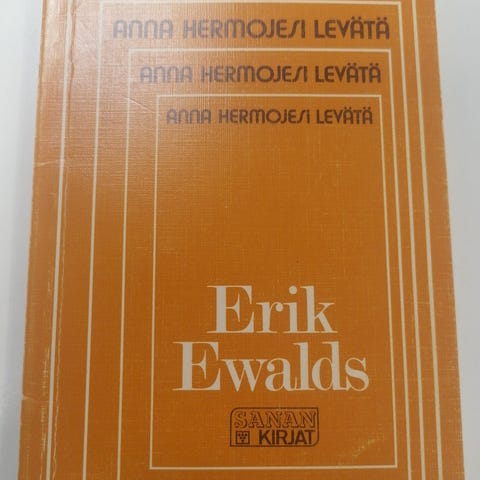 ANNA HERMOJESI LEVÄTÄ
ANNA HERMOJESI LEVÄTÄ
ANNA HERMOJESI LEVÄTÄ
Erik
Ewalds
SANAN
KIRJAT